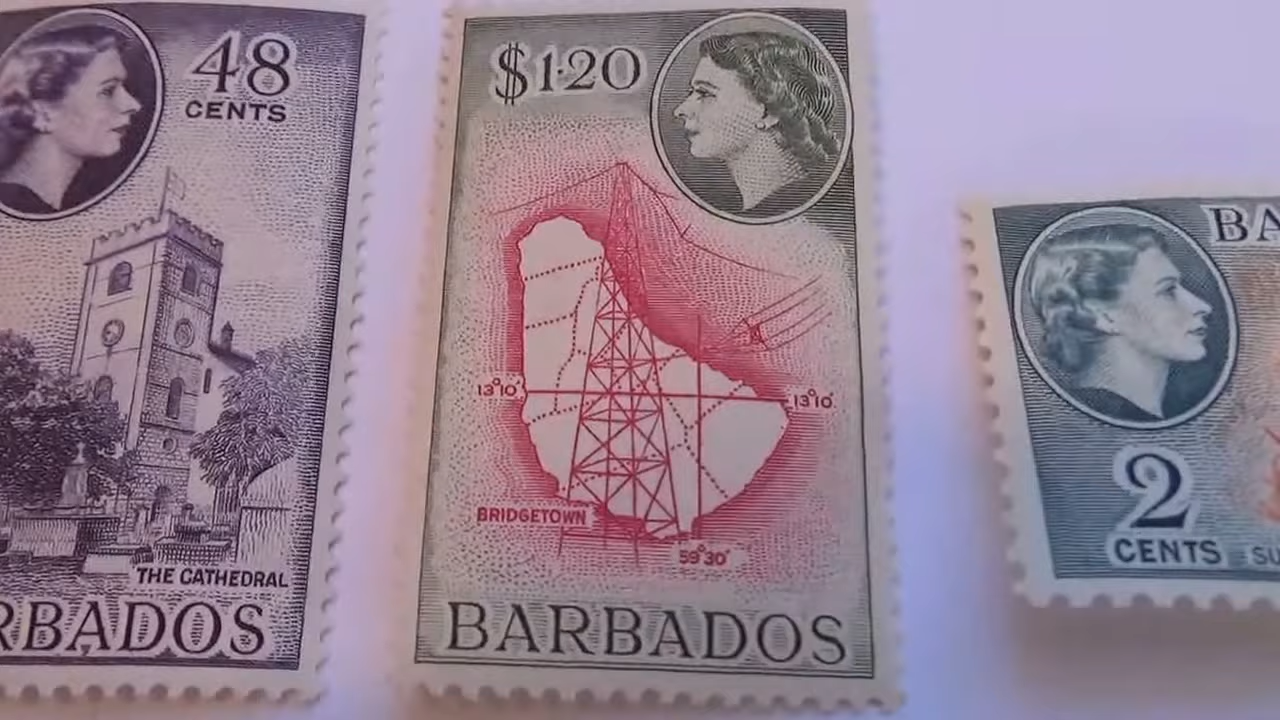 48
CENTS
THE CATHEDRAL
RBADOS
$1·20
13°10'
13°10'
BRIDGETOWN
59°30'
BARBADOS
BA
2
CENTS
SU